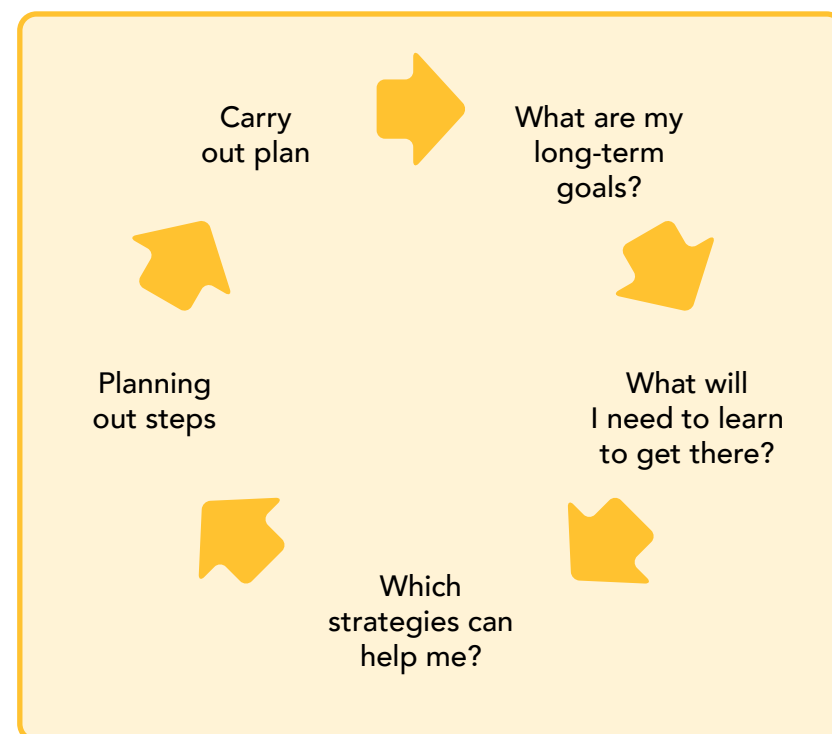 Carry
out plan
What are my
long-term
goals?
What will
I need to learn
to get there?
Which
strategies can
help me?
Planning
out steps